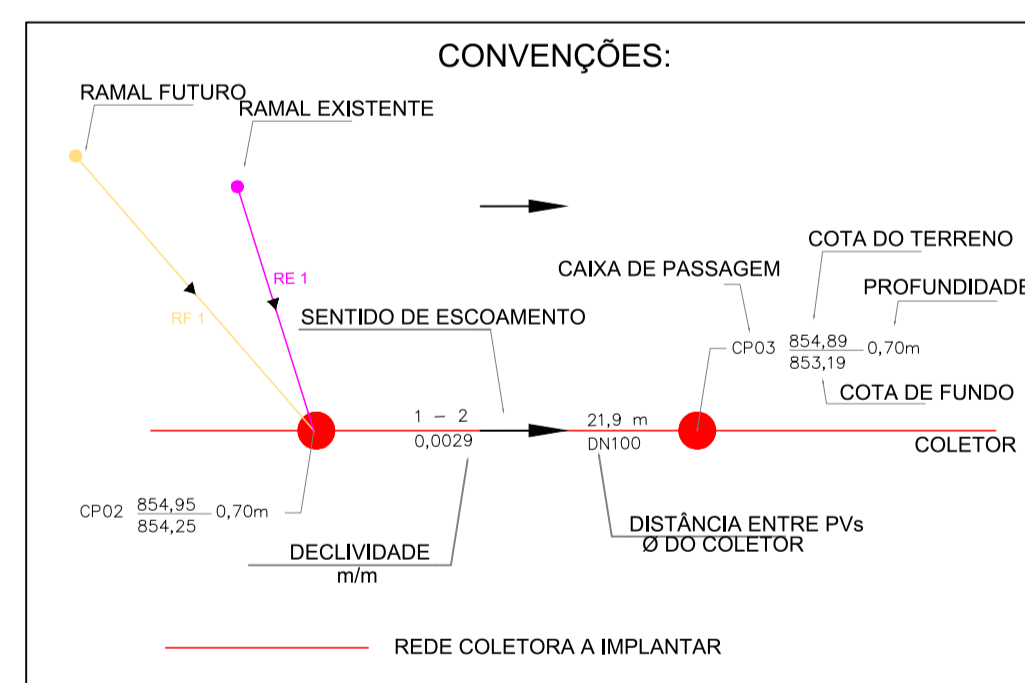 CONVENÇÕES:
RAMAL FUTURO
RAMAL EXISTENTE
COTA DO TERRENO
CAIXA DE PASSAGEM
PROFUNDIDADE
RE 1
RF 1
SENTIDO DE ESCOAMENTO
CP03 854,89 0,70m
853,19
COTA DE FUNDO
1 - 2
0,0029
21,9 m
DN100
COLETOR
CP02 854,95 0,70m
854,25
DISTÂNCIA ENTRE PVs
Ø DO COLETOR
DECLIVIDADE
m/m
REDE COLETORA A IMPLANTAR